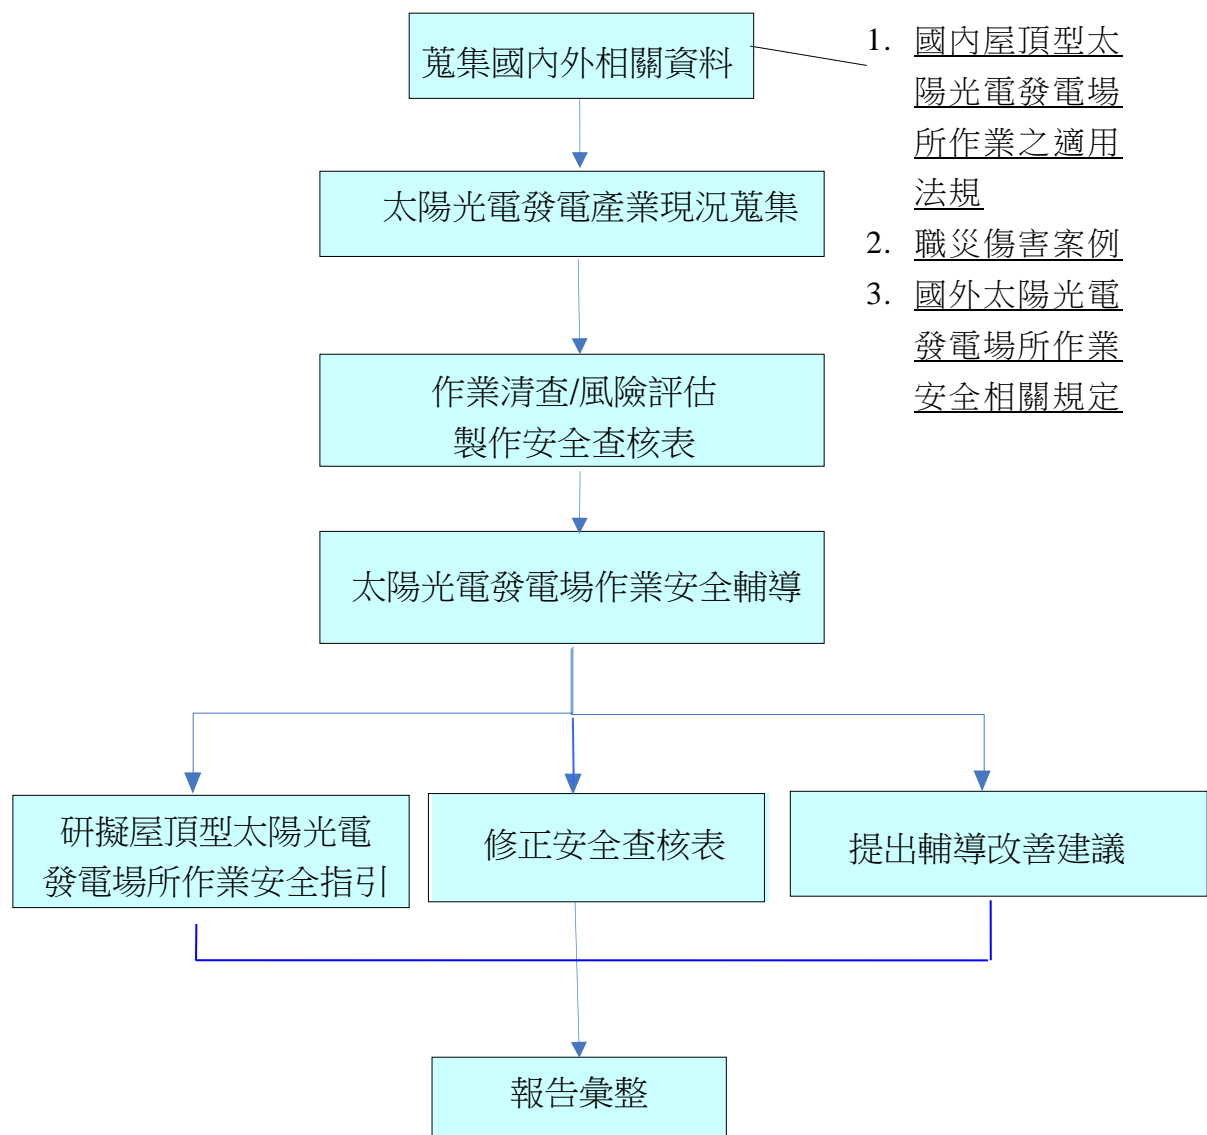 蒐集國內外相關資料
1. 國內屋頂型太
陽光電發電場
所作業之適用
法規
2. 職災傷害案例
3. 國外太陽光電
發電場所作業
安全相關規定
太陽光電發電產業現況蒐集
作業清查/風險評估
製作安全查核表
太陽光電發電場作業安全輔導
研擬屋頂型太陽光電
發電場所作業安全指引
修正安全查核表
提出輔導改善建議
報告彙整